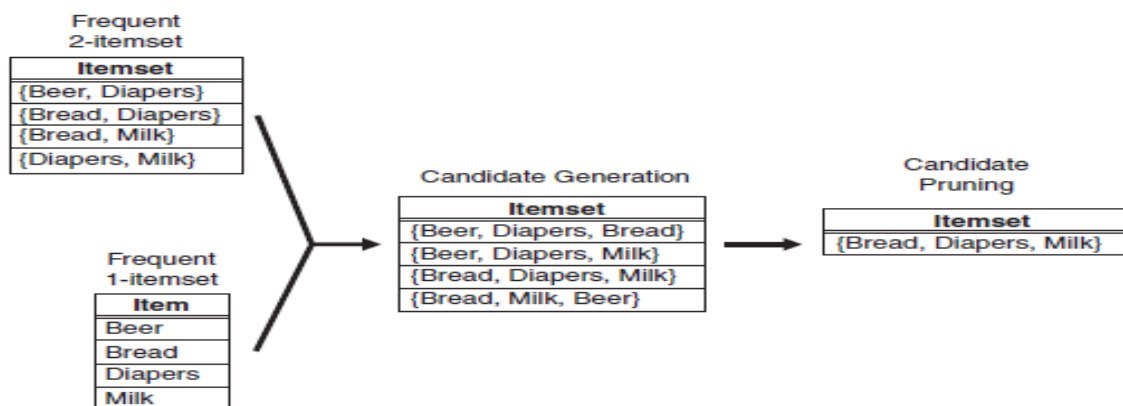 Frequent
2-itemset
Itemset
{Beer, Diapers}
{Bread, Diapers}
{Bread, Milk}
{Diapers, Milk}
Frequent
1-itemset
Item
Beer
Bread
Diapers
Milk
Candidate Generation
Itemset
{Beer, Diapers, Bread}
{Beer, Diapers, Milk}
{Bread, Diapers, Milk}
{Bread, Milk, Beer}
Candidate
Pruning
Itemset
{Bread, Diapers, Milk}